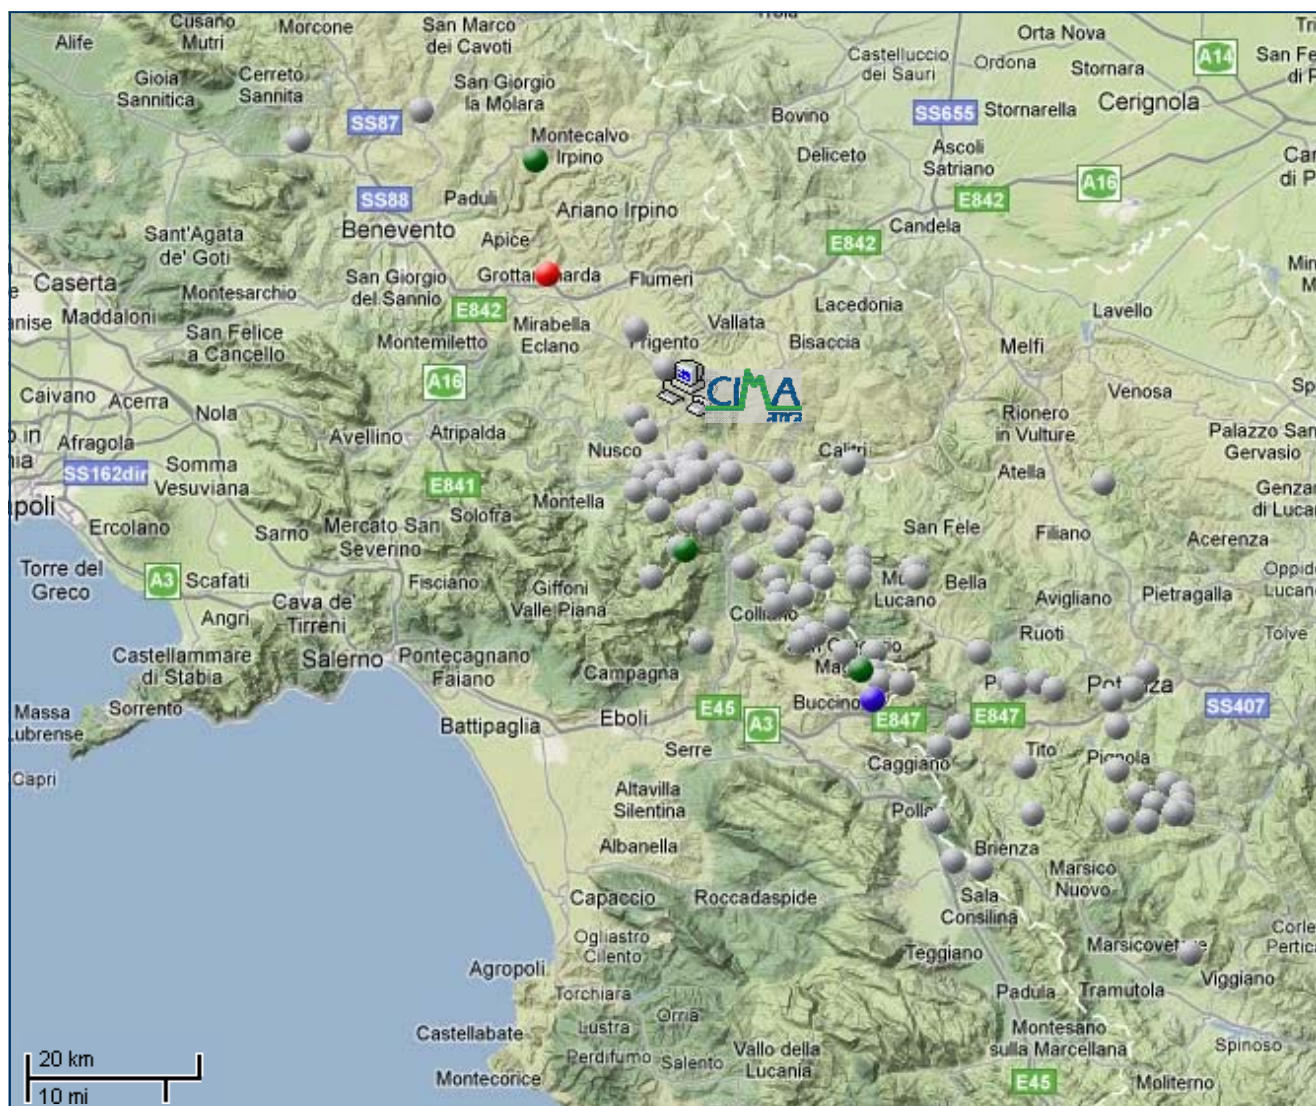 Cusano
Mutri
Morcone
San Marco
dei Cavoti
Troia
Orta Nova
Alife
Castelluccio
dei Sauri
Ordona
Stornara
A14
San Fe
di P
Gioia
Sannitica
Cerreto
Sannita
San Giorgio
la Molara
SS87
Bovino
SS655
Stornarella
Cerignola
Montecalvo
Irpino
Deliceto
Ascoli
Satriano
A16
di P
SS88
Paduli
Ariano Irpino
E842
Benevento
Apice
E842
Candela
Sant'Agata
de' Goti
Caserta
Montesarchio
San Giorgio
del Sannio
Flumeri
Maddaloni
E842
Mirabella
Eclano
Vallata
Lacedonia
Lavello
San Felice
a Cancello
Montemiletto
Bisaccia
Melfi
A16
CIMA
amra
Venosa
Caivano
Acerra
Nola
Avellino
Atripalda
Rionero
in Vulture
Palazzo San
Gervasio
Afragola
SS162dir
Somma
Vesuviana
E841
Nusco
Calitri
Atella
Montella
Ercolano
Sarno
Mercato San
Severino
Solofra
San Fele
Filiano
Acerenza
Torre del
Greco
A3
Scafati
Fisciano
Giffoni
Valle Piana
Lucano
Bella
Avigliano
Pietragalla
Angri
Cava de'
Tirreni
Colliano
Ruoti
Tolve
Castellammare
di Stabia
Salerno
Pontecagnano
Faiano
Campagna
Massa
Lubrense
Sorrento
Battipaglia
Eboli
E45
A3
Buccino
E847
E847
SS407
Capri
Serre
Caggiano
Tito
Pignola
Altavilla
Silentina
Polla
Albanella
Brienza
Marsico
Nuovo
Capaccio
Roccadaspide
Sala
Consilina
Ogliastro
Cilento
Teggiano
Agropoli
Torchiara
Viggiano
Padula
Tramutola
Castellabate
Lustra
Orria
Montesano
sulla Marcellana
Spinoso
Perdifumo
Salento
Vallo della
Lucania
Montecorice
E45
Moliterno
20 km
10 mi